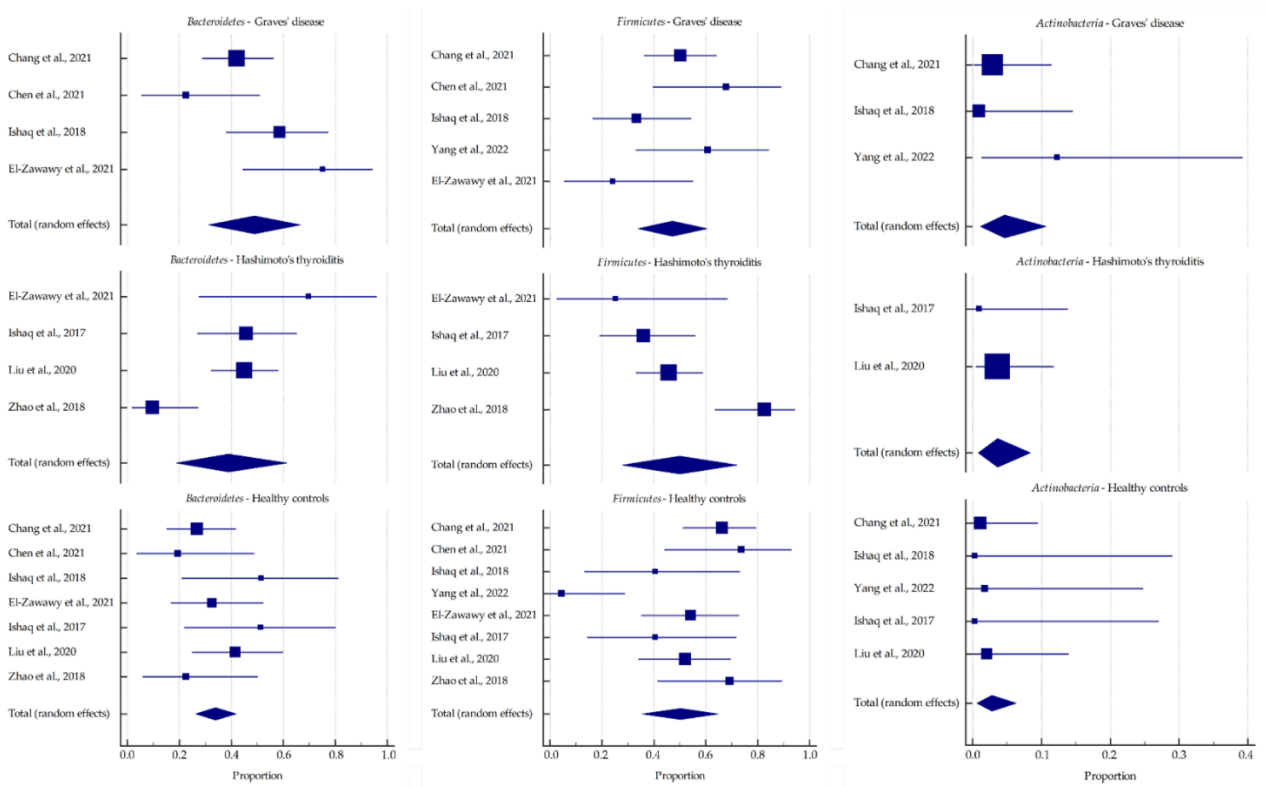 Bacteroidetes - Graves' disease
Chang et al., 2021
Chen et al., 2021
Ishaq et al., 2018
El-Zawawy et al., 2021
Total (random effects)
Bacteroidetes - Hashimoto's thyroiditis
El-Zawawy et al., 2021
Ishaq et al., 2017
Liu et al., 2020
Zhao et al., 2018
Total (random effects)
Bacteroidetes - Healthy controls
Chang et al., 2021
Chen et al., 2021
Ishaq et al., 2018
El-Zawawy et al., 2021
Ishaq et al., 2017
Liu et al., 2020
Zhao et al., 2018
Total (random effects)
0.0 0.2 0.4 0.6 0.8 1.0
Proportion
Firmicutes - Graves' disease
Chang et al., 2021
Chen et al., 2021
Ishaq et al., 2018
Yang et al., 2022
El-Zawawy et al., 2021
Total (random effects)
Firmicutes - Hashimoto's thyroiditis
El-Zawawy et al., 2021
Ishaq et al., 2017
Liu et al., 2020
Zhao et al., 2018
Total (random effects)
Firmicutes - Healthy controls
Chang et al., 2021
Chen et al., 2021
Ishaq et al., 2018
Yang et al., 2022
El-Zawawy et al., 2021
Ishaq et al., 2017
Liu et al., 2020
Zhao et al., 2018
Total (random effects)
0.0 0.2 0.4 0.6 0.8 1.0
Proportion
Actinobacteria - Graves' disease
Chang et al., 2021
Ishaq et al., 2018
Yang et al., 2022
Total (random effects)
Actinobacteria - Hashimoto's thyroiditis
Ishaq et al., 2017
Liu et al., 2020
Total (random effects)
Actinobacteria - Healthy controls
Chang et al., 2021
Ishaq et al., 2018
Yang et al., 2022
Ishaq et al., 2017
Liu et al., 2020
Total (random effects)
0.0 0.1 0.2 0.3 0.4
Proportion